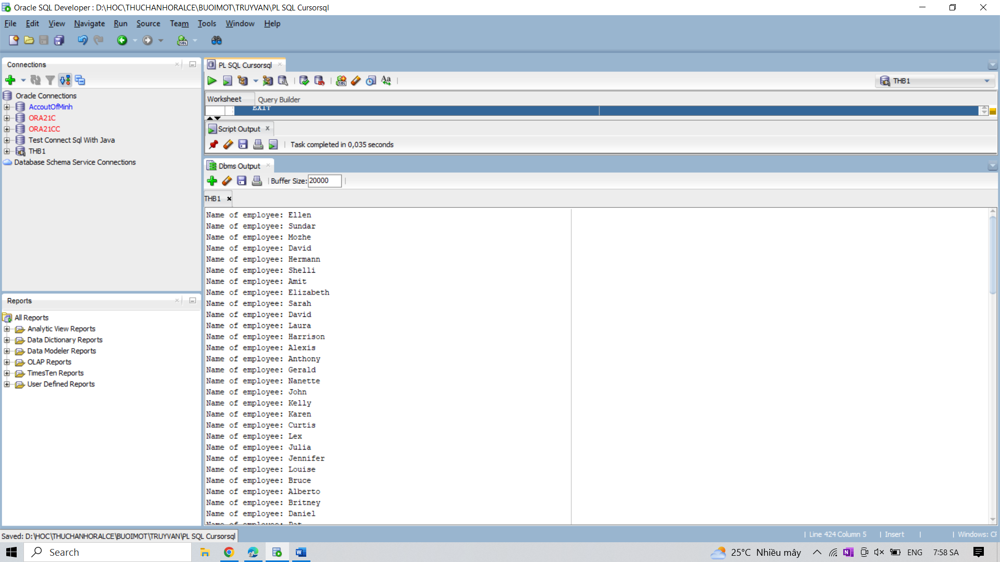 Oracle SQL Developer : D:\HOC\THUCHANHORALCE\BUOIMOT\TRUYVAN\PL SQL Cursorsql
File Edit View Navigate Run Source Team Tools Window Help
Connections
Oracle Connections
AccoutOfMinh
ORA21C
ORA21CC
Test Connect Sql With Java
THB1
Database Schema Service Connections
Reports
All Reports
Analytic View Reports
Data Dictionary Reports
Data Modeler Reports
OLAP Reports
TimesTen Reports
User Defined Reports
PL SQL Cursorsql
THB1
Worksheet Query Builder
EXIT
Script Output
Task completed in 0,035 seconds
Dbms Output
Buffer Size: 20000
THB1
Name of employee: Ellen
Name of employee: Sundar
Name of employee: Mozhe
Name of employee: David
Name of employee: Hermann
Name of employee: Shelli
Name of employee: Amit
Name of employee: Elizabeth
Name of employee: Sarah
Name of employee: David
Name of employee: Laura
Name of employee: Harrison
Name of employee: Alexis
Name of employee: Anthony
Name of employee: Gerald
Name of employee: Nanette
Name of employee: John
Name of employee: Kelly
Name of employee: Karen
Name of employee: Curtis
Name of employee: Lex
Name of employee: Julia
Name of employee: Jennifer
Name of employee: Louise
Name of employee: Bruce
Name of employee: Alberto
Name of employee: Britney
Name of employee: Daniel
Name of employee: Pat
Saved: D:\HOC\THUCHANHORALCE\BUOIMOT\TRUYVAN\PL SQL Cursorsql
Line 424 Column 5 Insert Windows:
Search
25°C Nhiều mây ENG 7:58 SA